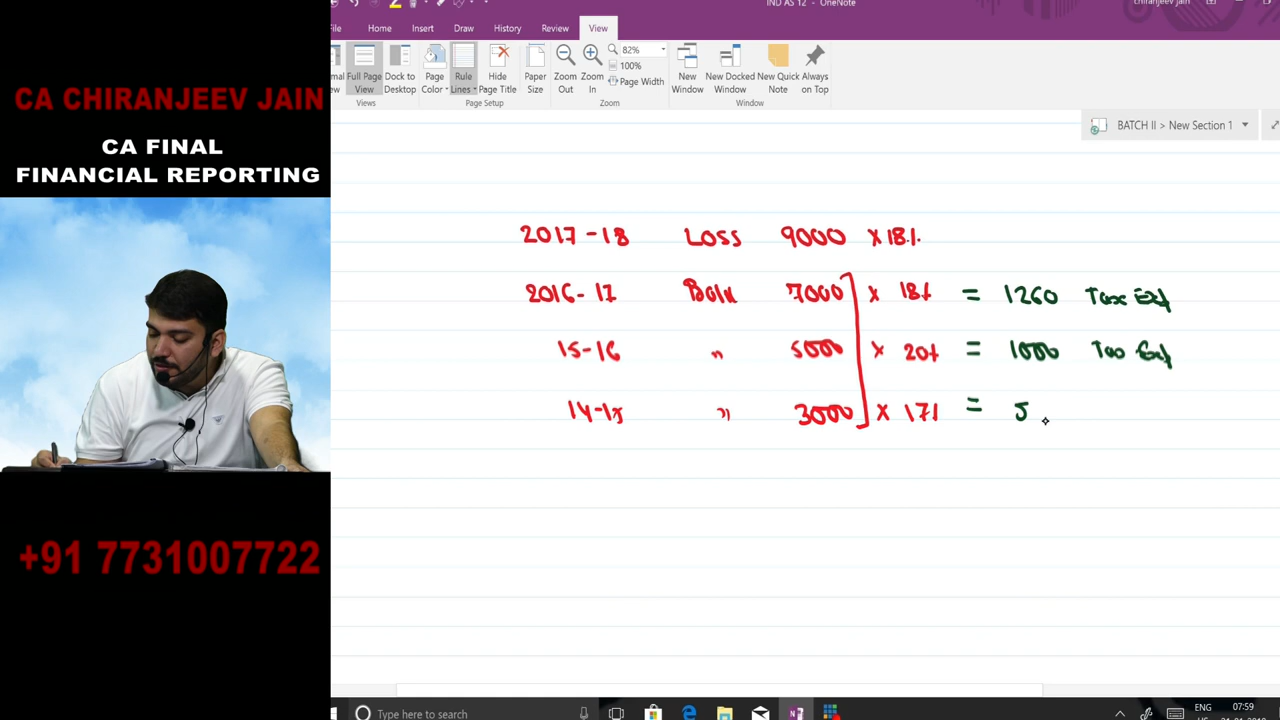 IND AS 12 - OneNote
chiranjeev jain
File Home Insert Draw History Review View
Full Page View
Dock to Desktop
Page Color
Rule Lines
Hide Page Title
Paper Size
Zoom Out
Zoom In
82%
100%
Page Width
New Window
New Docked Window
New Quick Note
Always on Top
Views Page Setup Zoom Window
BATCH II > New Section 1
CA CHIRANJEEV JAIN
CA FINAL
FINANCIAL REPORTING
+91 7731007722
2017-18 Loss 9000 x 18%
2016-17 7000 x 18% = 1260 Tax Exp
15-16 " 5000 x 20% = 1000 Tax Exp
14-15 " 3000 x 17% = 5
Type here to search
ENG 07:59